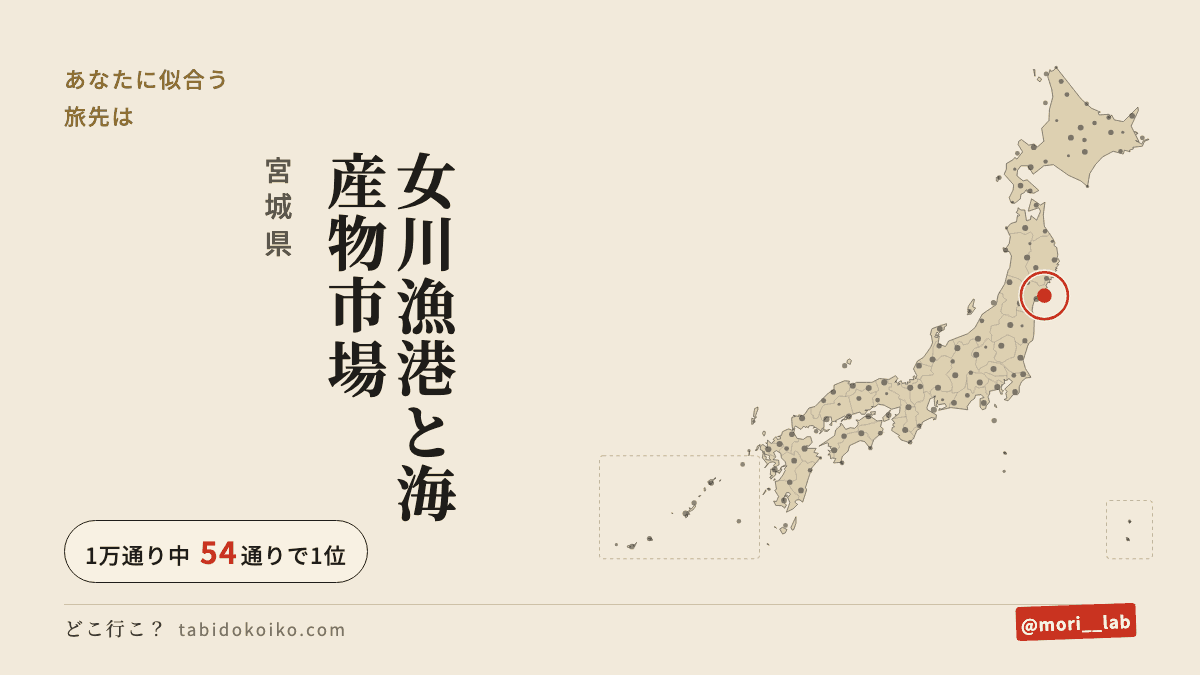 あなたに似合う
旅先は
女川漁港と海
産物市場
宮城県
1万通り中 54通りで1位
どこ行こ？ tabidokoiko.com
@mori__lab